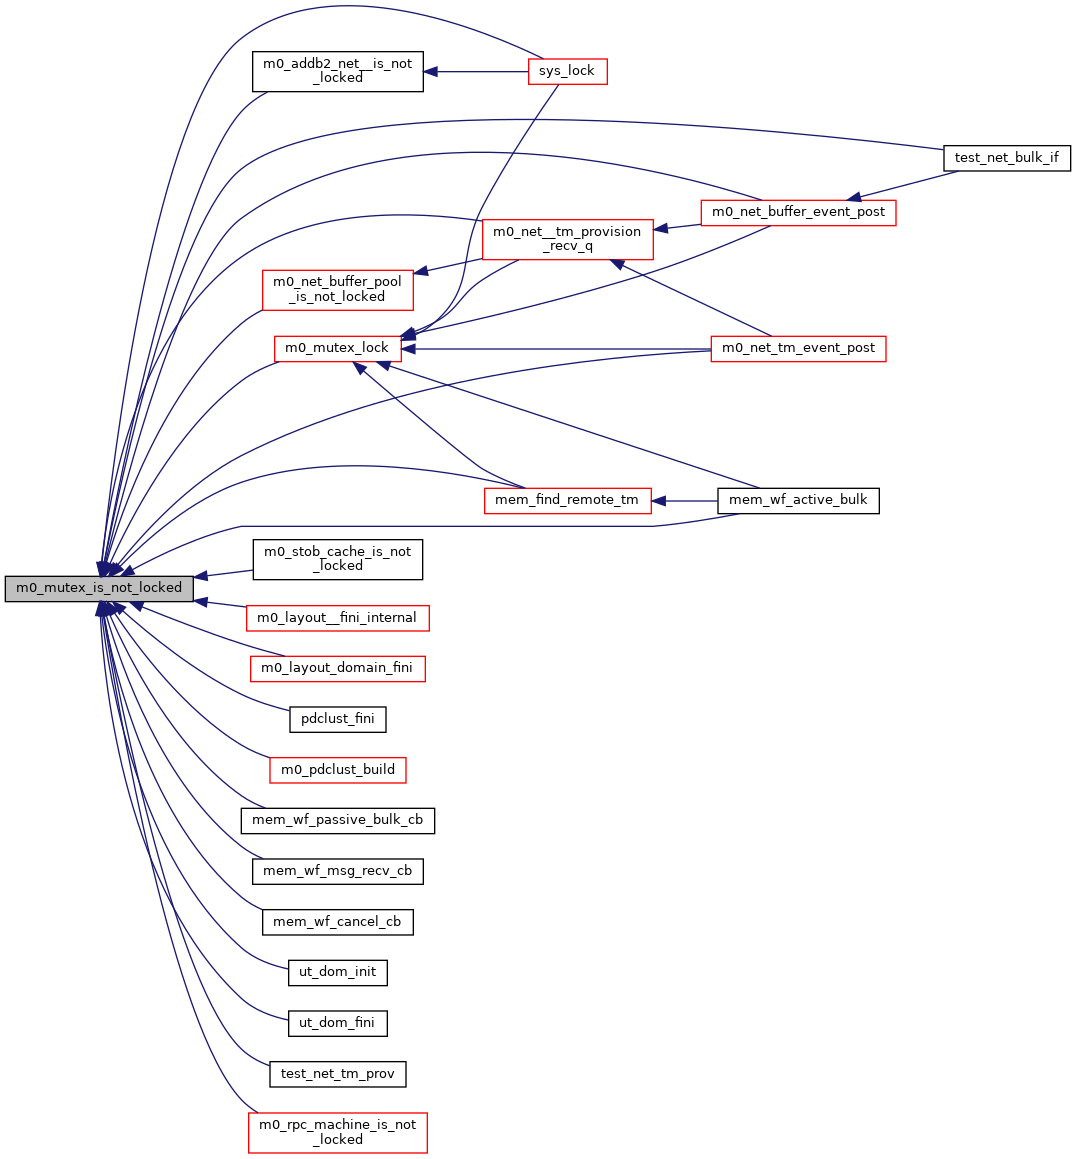 m0_addb2_net__is_not
_locked
sys_lock
test_net_bulk_if
m0_net_buffer_event_post
m0_net__tm_provision
_recv_q
m0_net_buffer_pool
_is_not_locked
m0_mutex_lock
m0_net_tm_event_post
mem_find_remote_tm
mem_wf_active_bulk
m0_stob_cache_is_not
_locked
m0_mutex_is_not_locked
m0_layout__fini_internal
m0_layout_domain_fini
pdclust_fini
m0_pdclust_build
mem_wf_passive_bulk_cb
mem_wf_msg_recv_cb
mem_wf_cancel_cb
ut_dom_init
ut_dom_fini
test_net_tm_prov
m0_rpc_machine_is_not
_locked